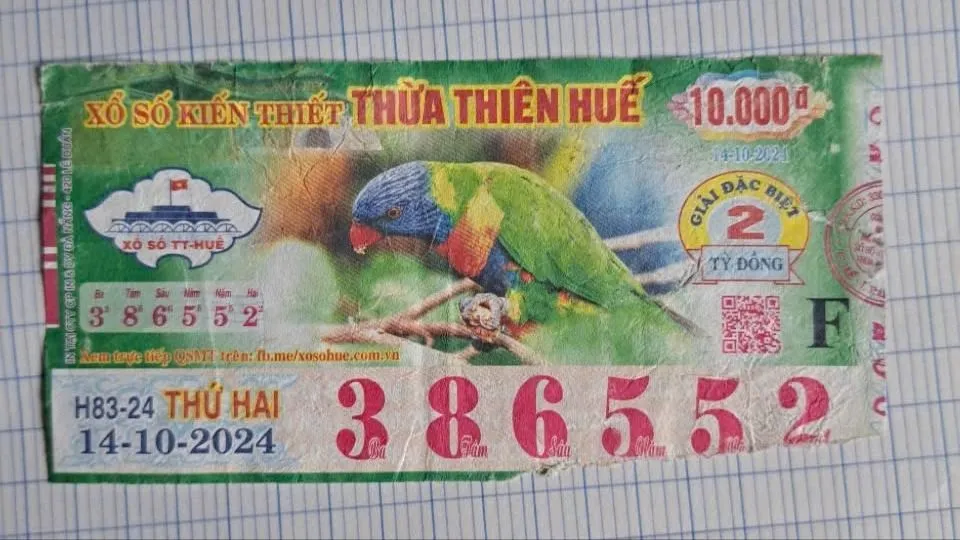 XỔ SỐ KIẾN THIẾT THỪA THIÊN HUẾ
10.000đ
14-10-2024
GIẢI ĐẶC BIỆT
2
TỶ ĐỒNG
XỔ SỐ TT-HUẾ
Ba Tám Sáu Năm Năm Hai
3 8 6 5 5 2
F
Xem trực tiếp QSMT trên: fb.me/xosohue.com.vn
H83-24 THỨ HAI
14-10-2024
3 8 6 5 5 2
Ba Tám Sáu Năm Năm